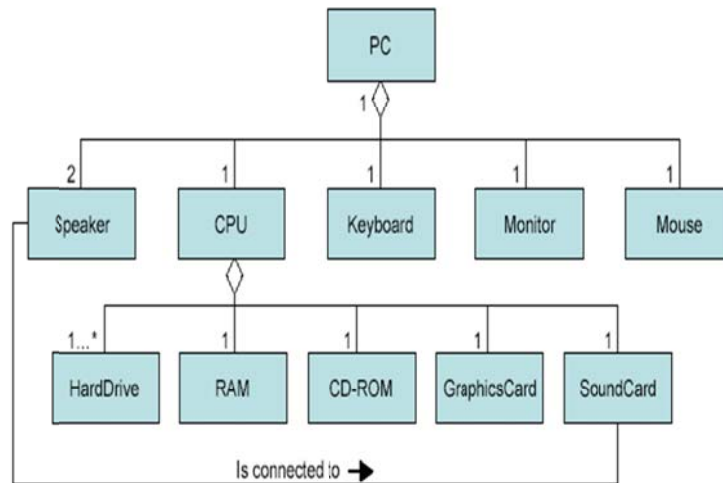 PC
1
2 1 1 1 1
Speaker CPU Keyboard Monitor Mouse
1...* 1 1 1 1
HardDrive RAM CD-ROM GraphicsCard SoundCard
Is connected to